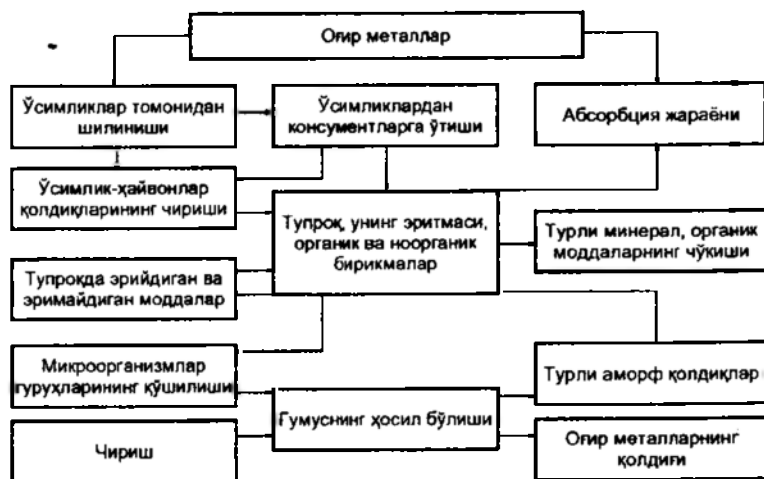 Оғир металлар
Ўсимликлар томонидан
шилиниши
Ўсимликлардан
консументларга ўтиши
Абсорбция жараёни
Ўсимлик-ҳайвонлар
қолдиқларининг чириши
Тупроқ, унинг эритмаси,
органик ва ноорганик
бирикмалар
Турли минерал, органик
моддаларнинг чўкиши
Тупроқда эрийдиган ва
эримайдиган моддалар
Микроорганизмлар
гуруҳларининг қўшилиши
Турли аморф қолдиқлар
Гумуснинг ҳосил бўлиши
Чириш
Оғир металларнинг
қолдиғи